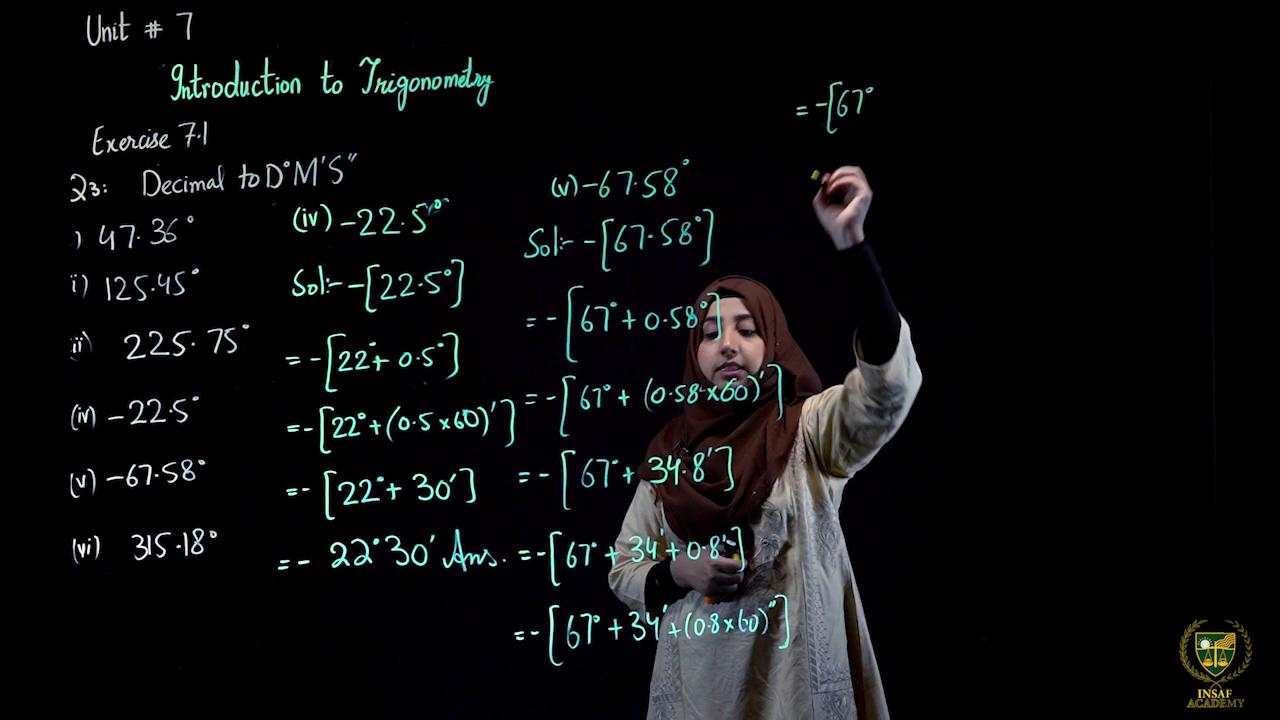 Unit # 7
Introduction to Trigonometry
Exercise 7.1
Q3: Decimal to D°M'S"
i) 47.36°
ii) 125.45°
iii) 225.75°
(iv) -22.5°
(v) -67.58°
(vi) 315.18°
(iv) -22.5°
Sol:- -[22.5°]
= -[22° + 0.5°]
= -[22° + (0.5 x 60)']
= -[22° + 30']
= - 22°30' Ans.
(v) -67.58°
Sol:- -[67.58°]
= -[67° + 0.58°]
= -[67° + (0.58 x 60)']
= -[67° + 34.8']
= -[67° + 34' + 0.8']
= -[67° + 34' + (0.8 x 60)"]
= -[67°
INSAF
ACADEMY